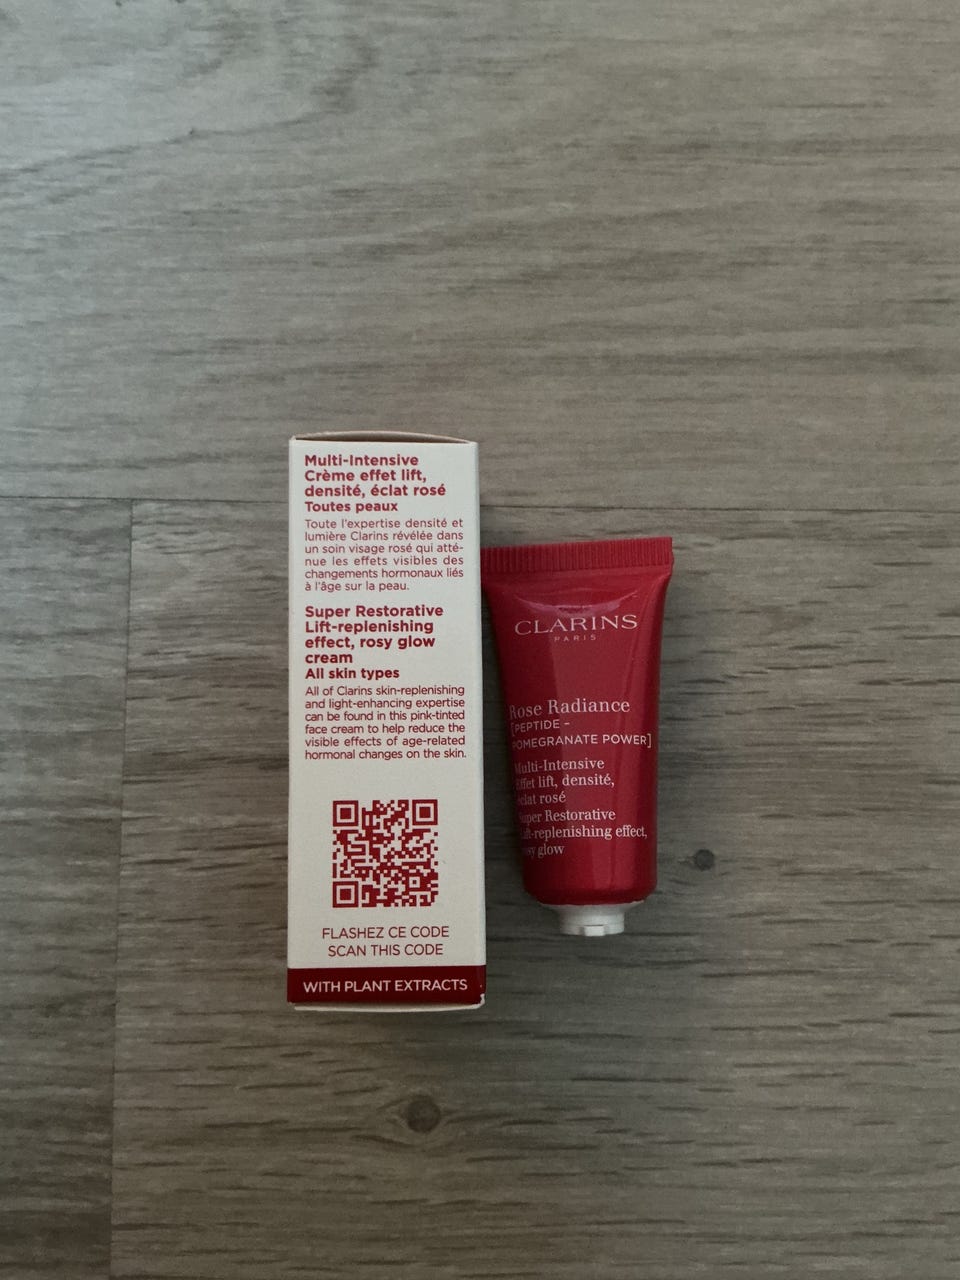 Multi-Intensive
Crème effet lift,
densité, éclat rosé
Toutes peaux
Toute l'expertise densité et
lumière Clarins révélée dans
un soin visage rosé qui atté-
nue les effets visibles des
changements hormonaux liés
à l'âge sur la peau.
Super Restorative
Lift-replenishing
effect, rosy glow
cream
All skin types
All of Clarins skin-replenishing
and light-enhancing expertise
can be found in this pink-tinted
face cream to help reduce the
visible effects of age-related
hormonal changes on the skin.
FLASHEZ CE CODE
SCAN THIS CODE
WITH PLANT EXTRACTS
CLARINS
PARIS
Rose Radiance
[PEPTIDE –
POMEGRANATE POWER]
Multi-Intensive
Effet lift, densité,
éclat rosé
Super Restorative
Lift-replenishing effect,
rosy glow